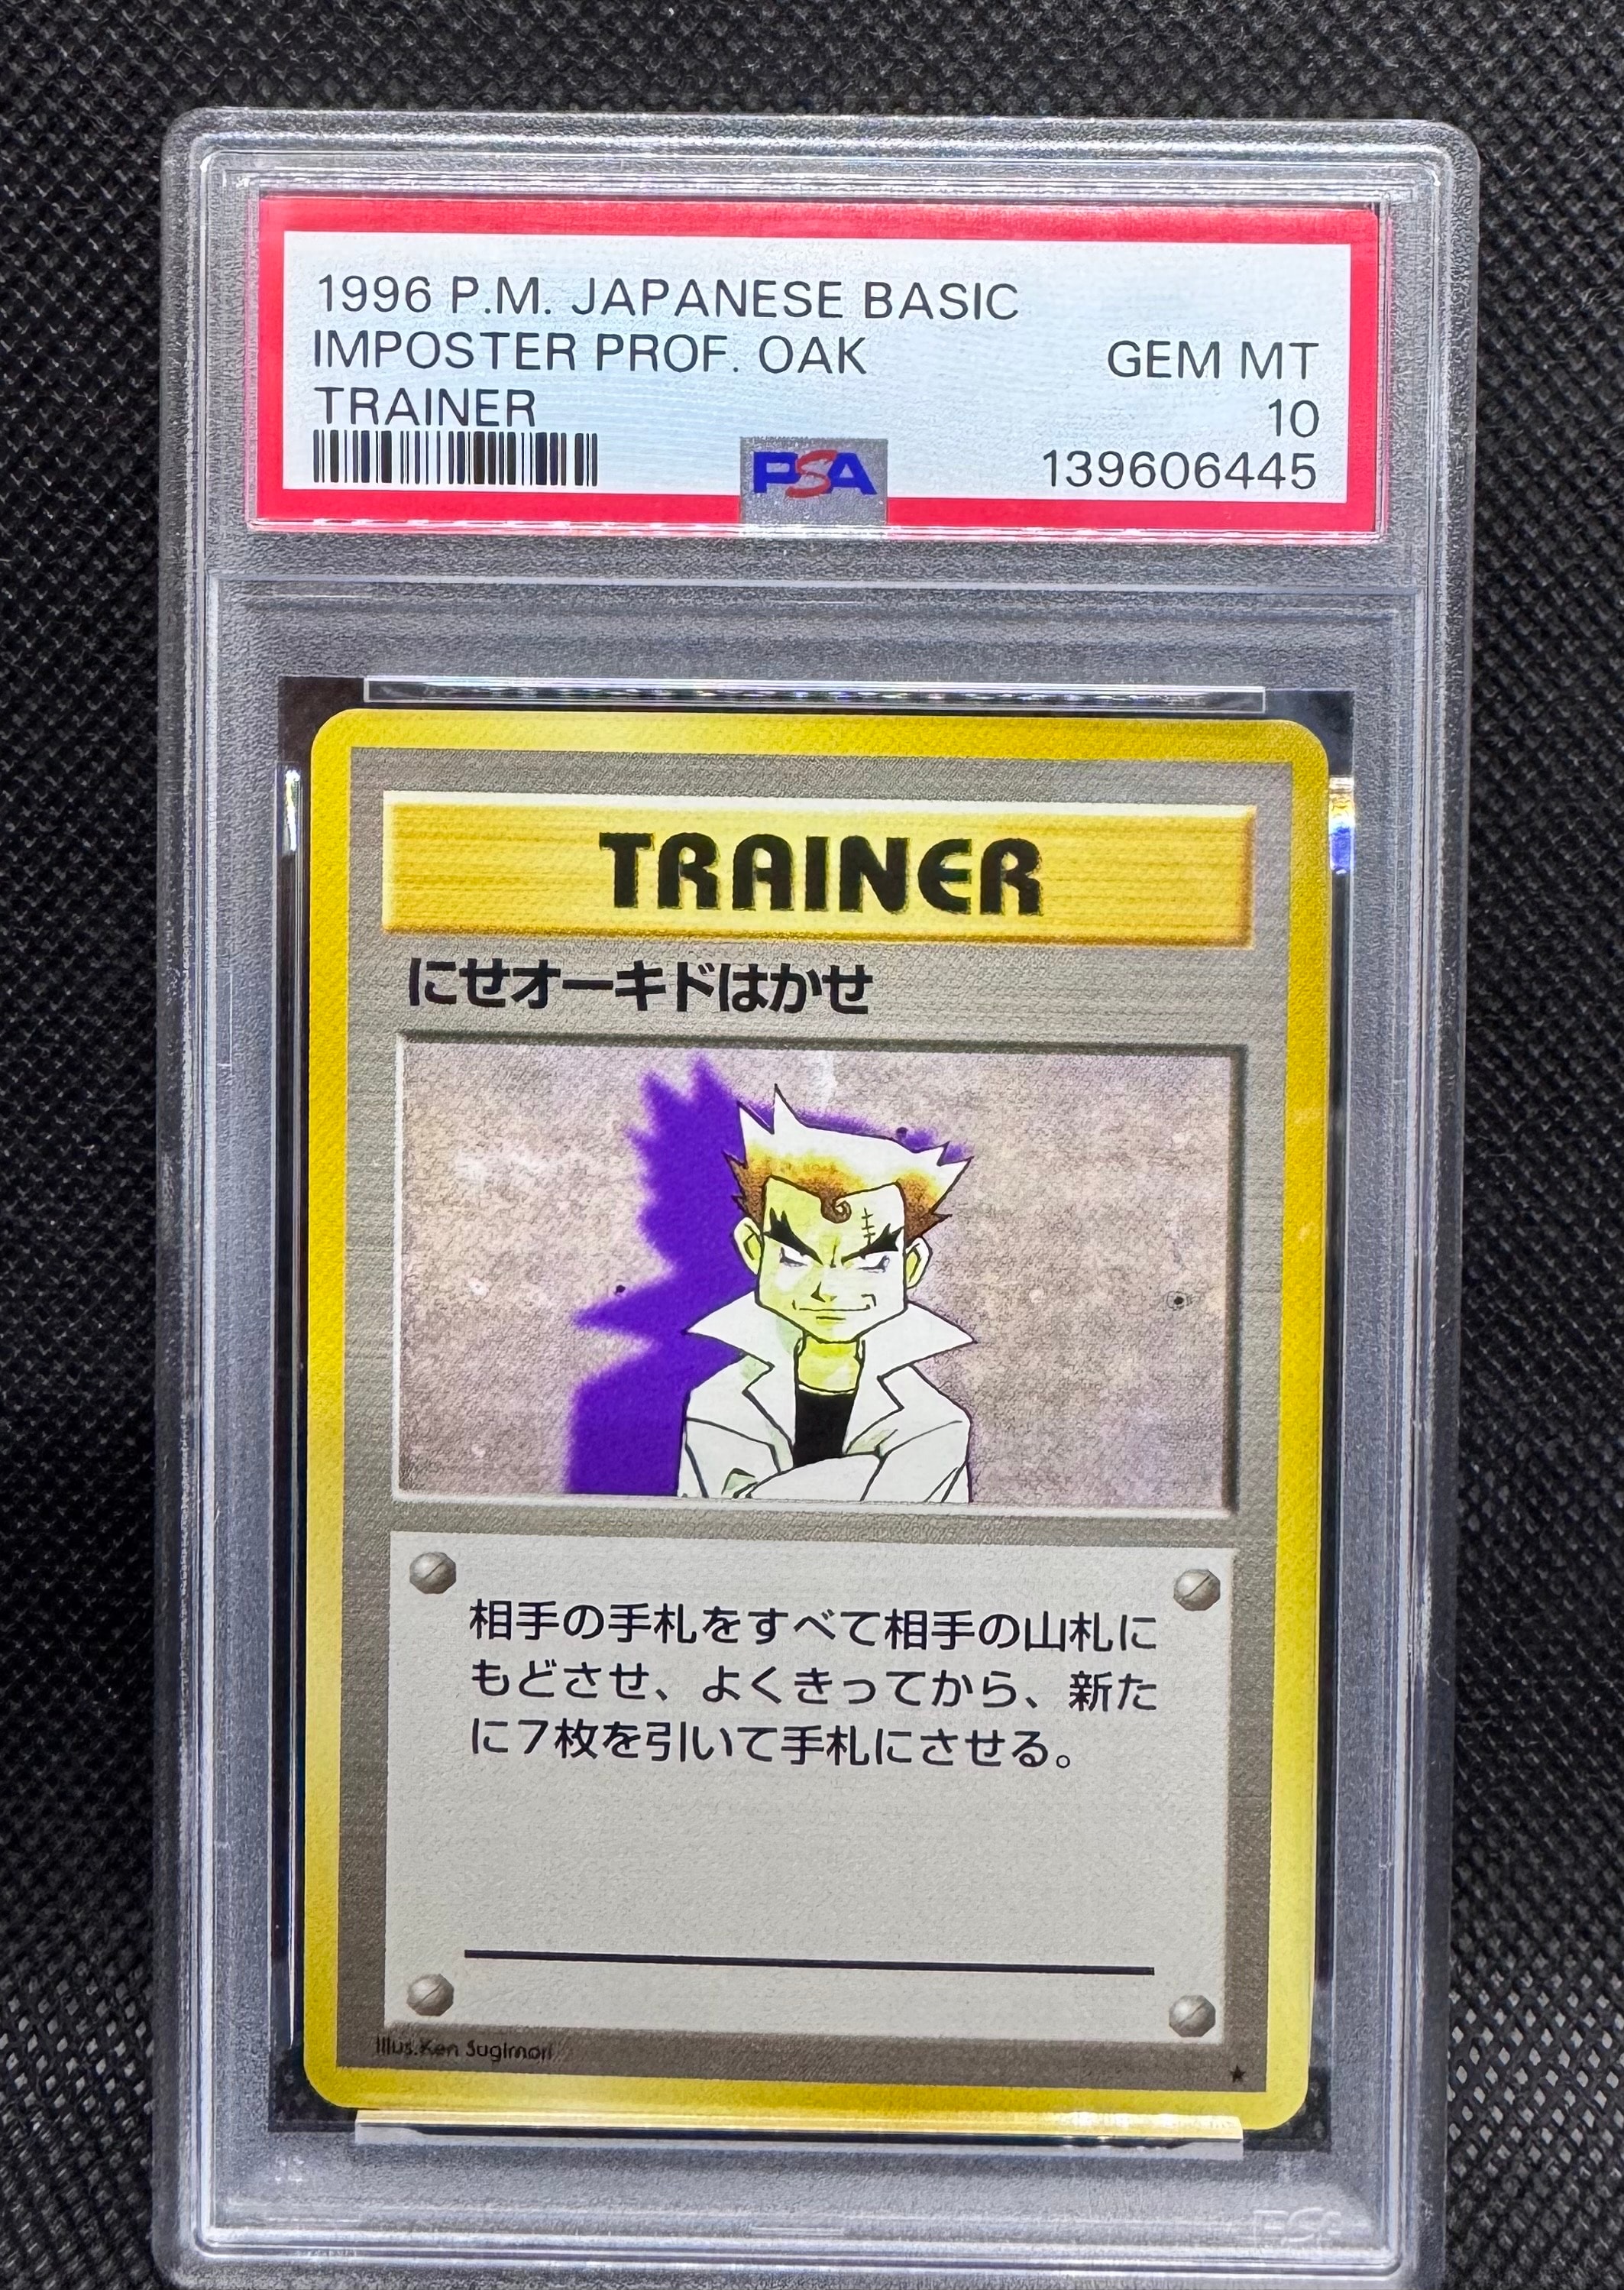 1996 P.M. JAPANESE BASIC
IMPOSTER PROF. OAK GEM MT
TRAINER 10
PSA 139606445
TRAINER
にせオーキドはかせ
相手の手札をすべて相手の山札に
もどさせ、よくきってから、新た
に7枚を引いて手札にさせる。
Illus.Ken Sugimori
★